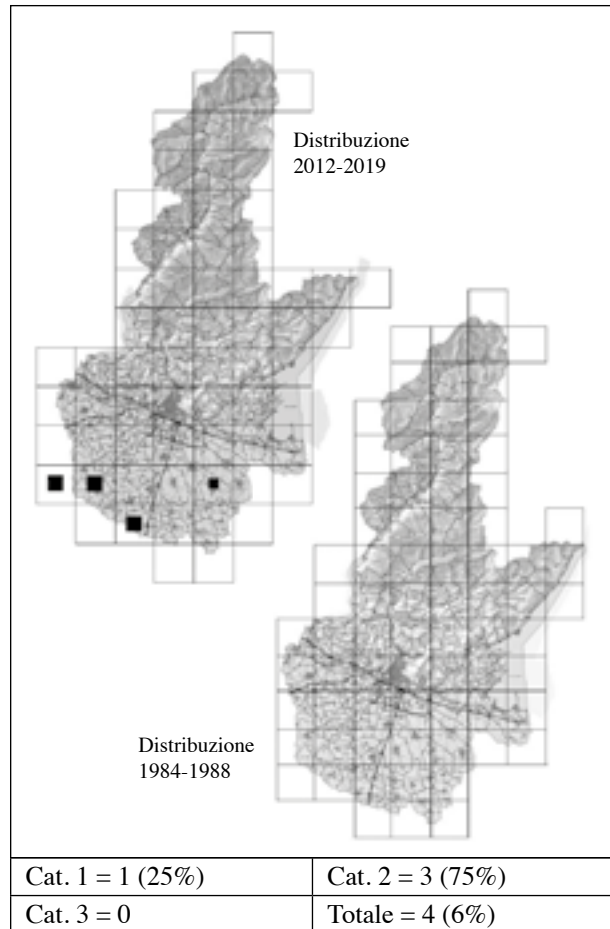 Distribuzione
2012-2019
Distribuzione
1984-1988
Cat. 1 = 1 (25%)
Cat. 2 = 3 (75%)
Cat. 3 = 0
Totale = 4 (6%)